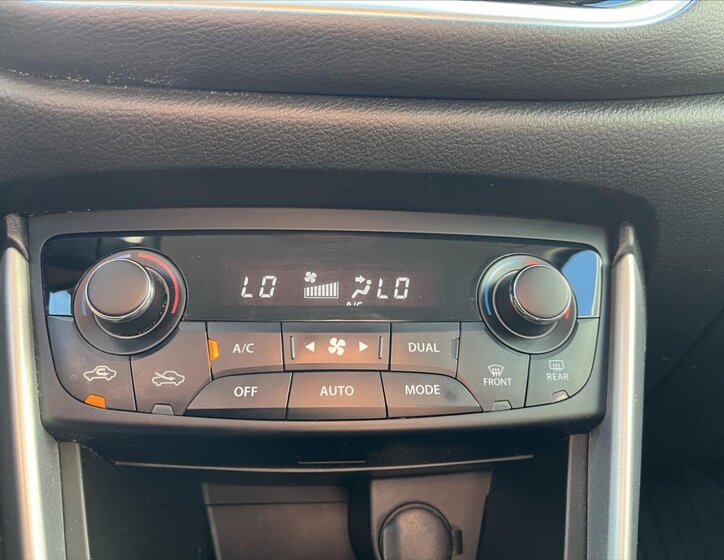 LO LO
A/C
A/C DUAL
OFF AUTO MODE FRONT REAR